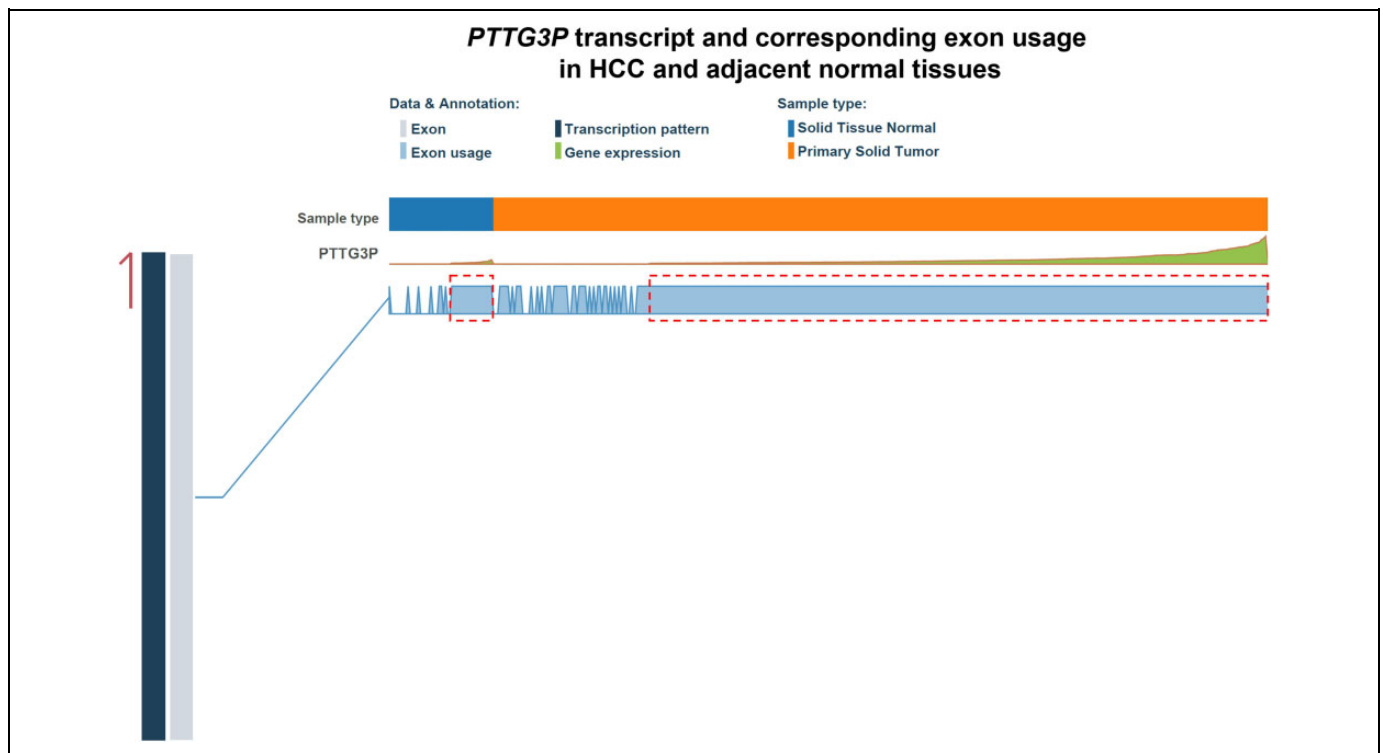 PTTG3P transcript and corresponding exon usage
in HCC and adjacent normal tissues
Data & Annotation:
Sample type:
Exon
Transcription pattern
Solid Tissue Normal
Exon usage
Gene expression
Primary Solid Tumor
Sample type
PTTG3P